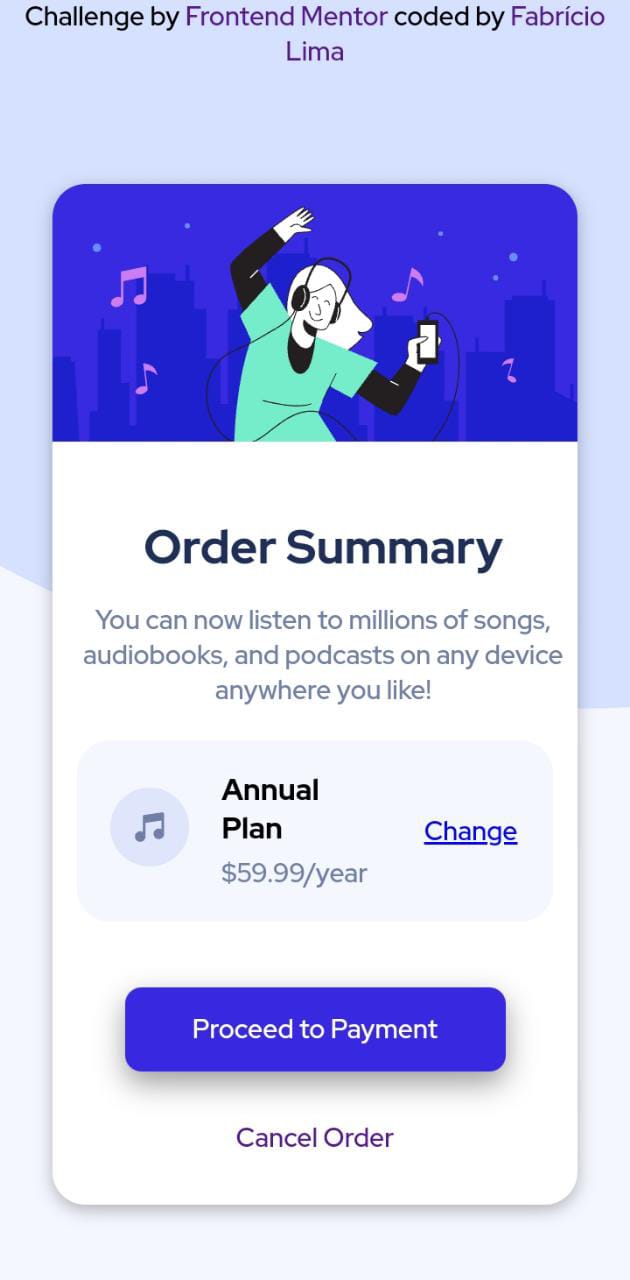 Challenge by Frontend Mentor coded by Fabrício
Lima
Order Summary
You can now listen to millions of songs,
audiobooks, and podcasts on any device
anywhere you like!
Annual
Plan
$59.99/year
Change
Proceed to Payment
Cancel Order